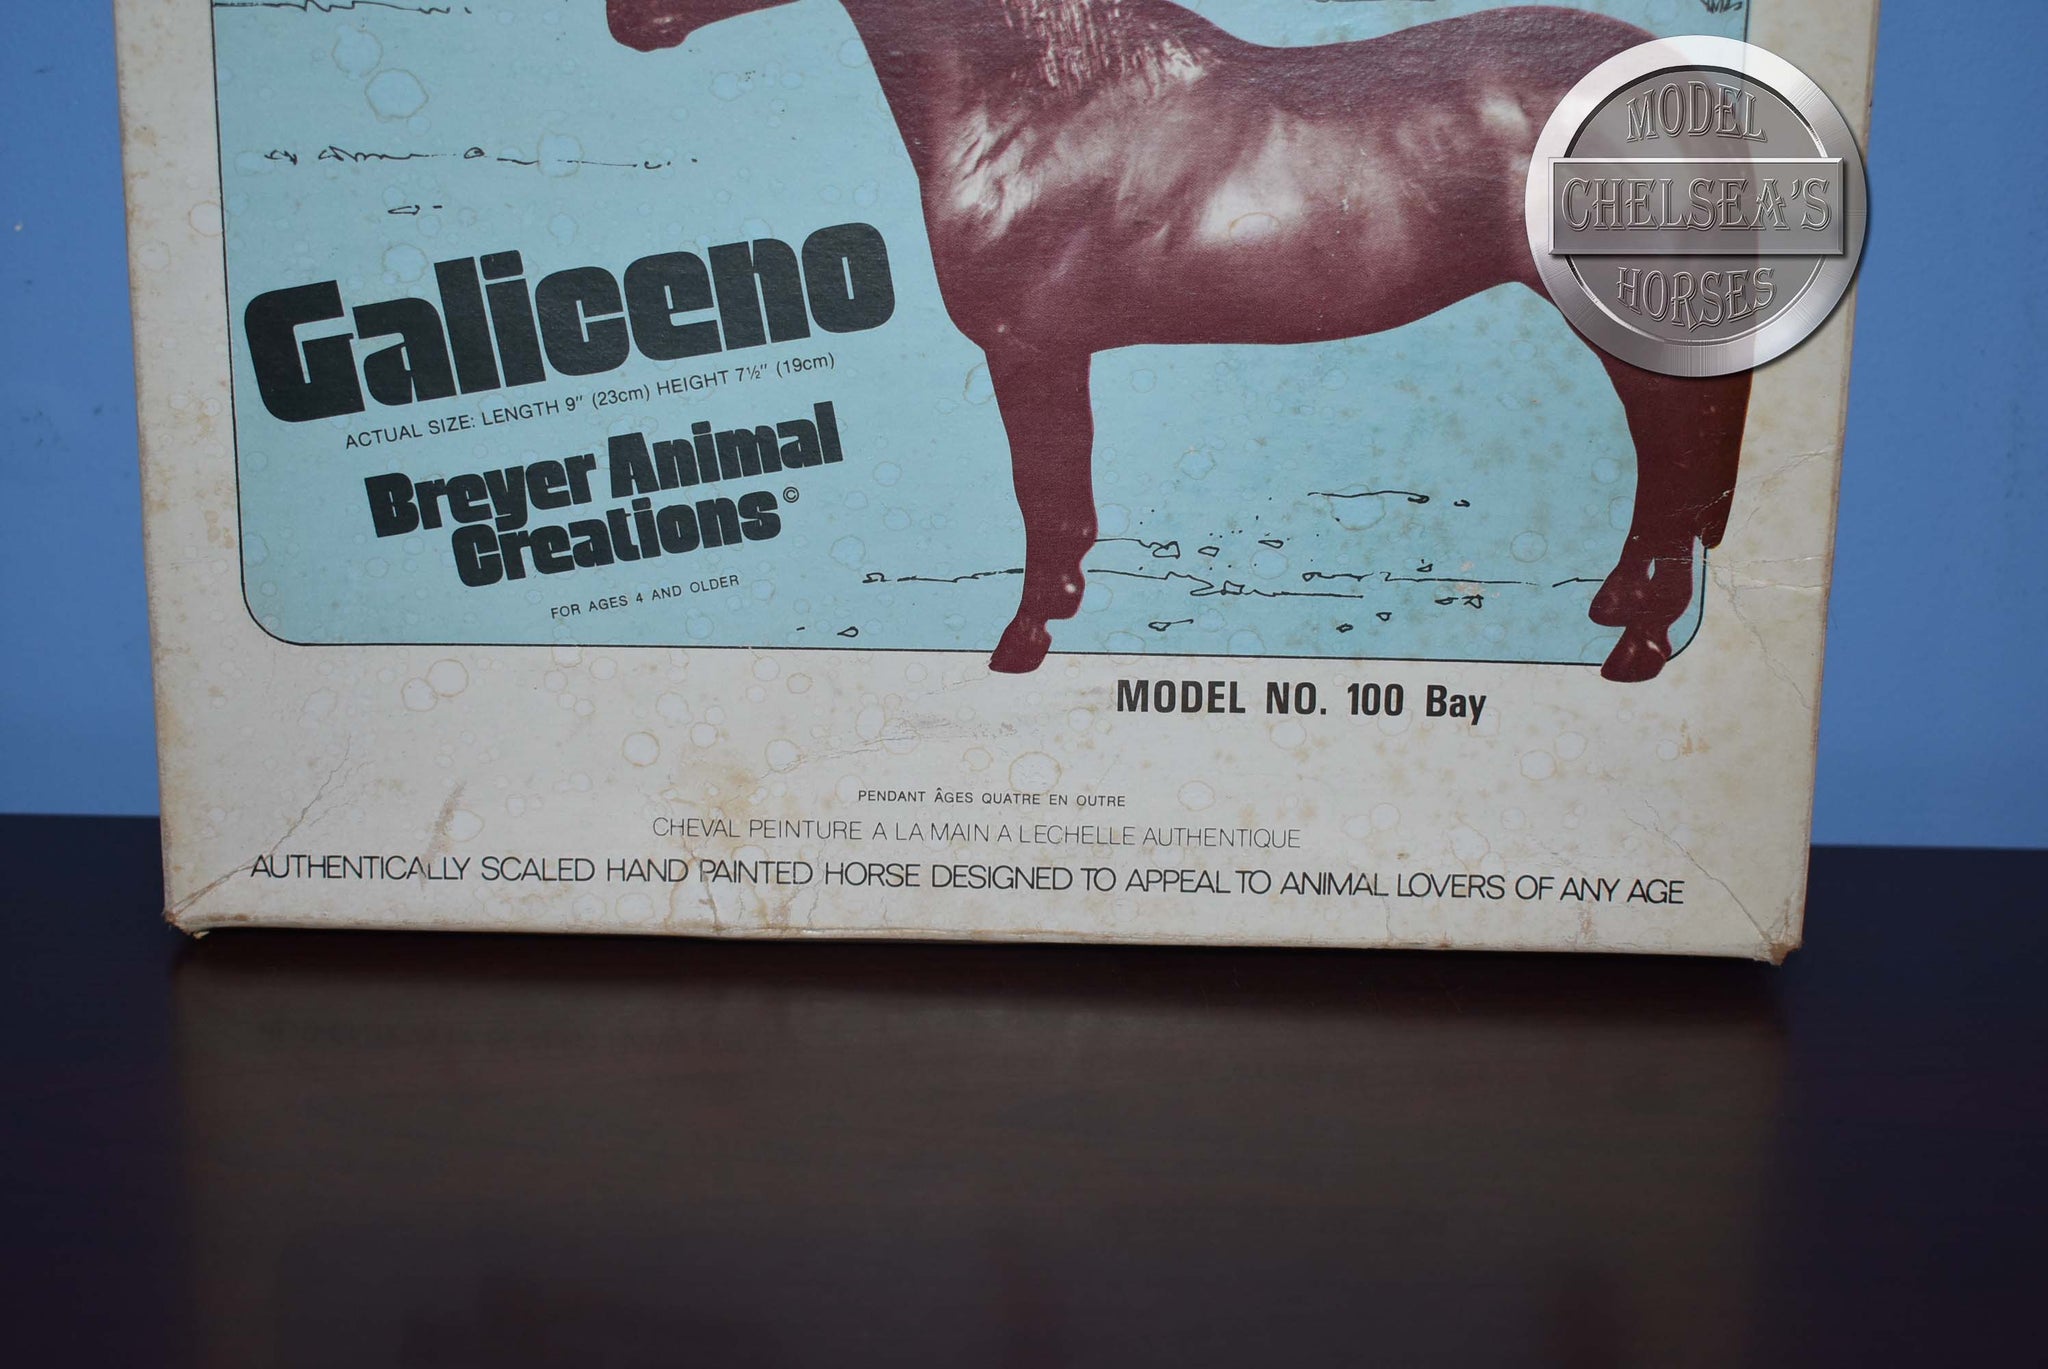 MODEL
CHELSEA'S
HORSES
Galiceno
ACTUAL SIZE: LENGTH 9" (23cm) HEIGHT 7½" (19cm)
Breyer Animal
Creations©
FOR AGES 4 AND OLDER
MODEL NO. 100 Bay
PENDANT ÂGES QUATRE EN OUTRE
CHEVAL PEINTURE A LA MAIN A LECHELLE AUTHENTIQUE
AUTHENTICALLY SCALED HAND PAINTED HORSE DESIGNED TO APPEAL TO ANIMAL LOVERS OF ANY AGE